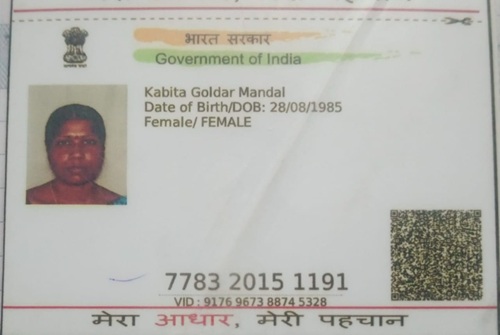 भारत सरकार
Government of India
Kabita Goldar Mandal
Date of Birth/DOB: 28/08/1985
Female/ FEMALE
7783 2015 1191
VID : 9176 9673 8874 5328
मेरा आधार, मेरी पहचान